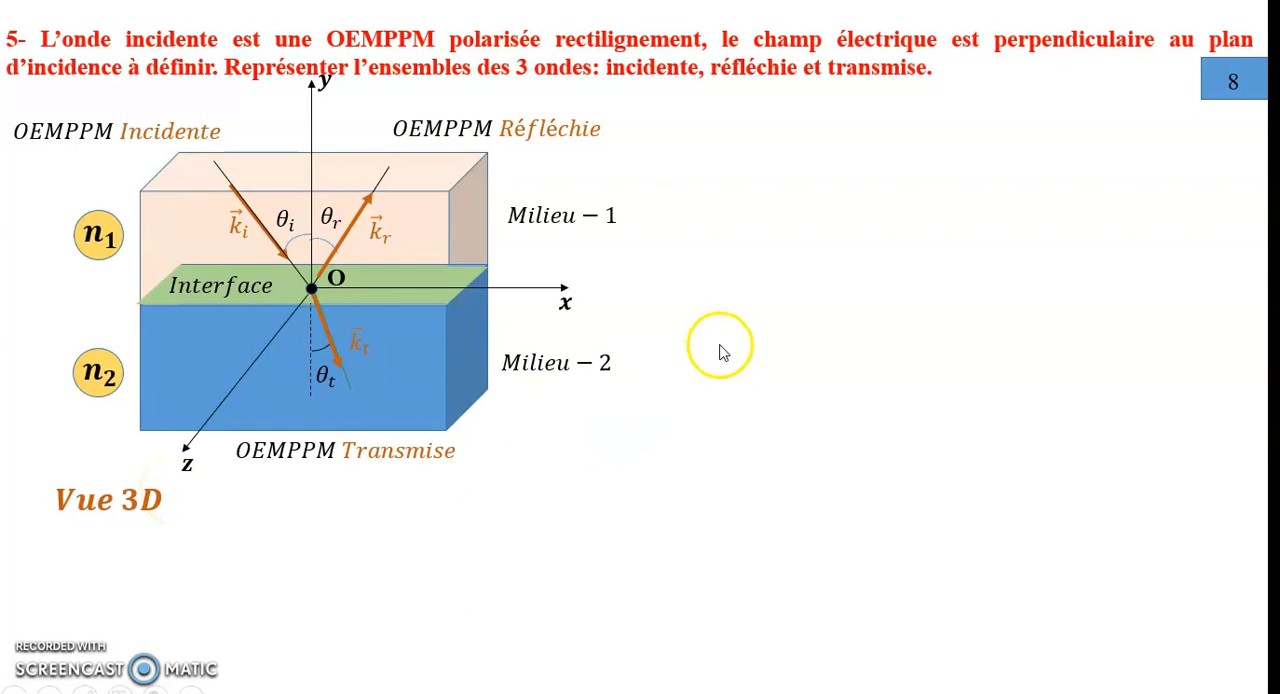 5- L’onde incidente est une OEMPPM polarisée rectilignement, le champ électrique est perpendiculaire au plan
d’incidence à définir. Représenter l’ensembles des 3 ondes: incidente, réfléchie et transmise.
8
y
OEMPPM Incidente
OEMPPM Réfléchie
n₁
k⃗ᵢ
θᵢ
θᵣ
k⃗ᵣ
Milieu − 1
Interface
O
x
n₂
k⃗ₜ
θₜ
Milieu − 2
z
OEMPPM Transmise
Vue 3D
RECORDED WITH
SCREENCAST MATIC